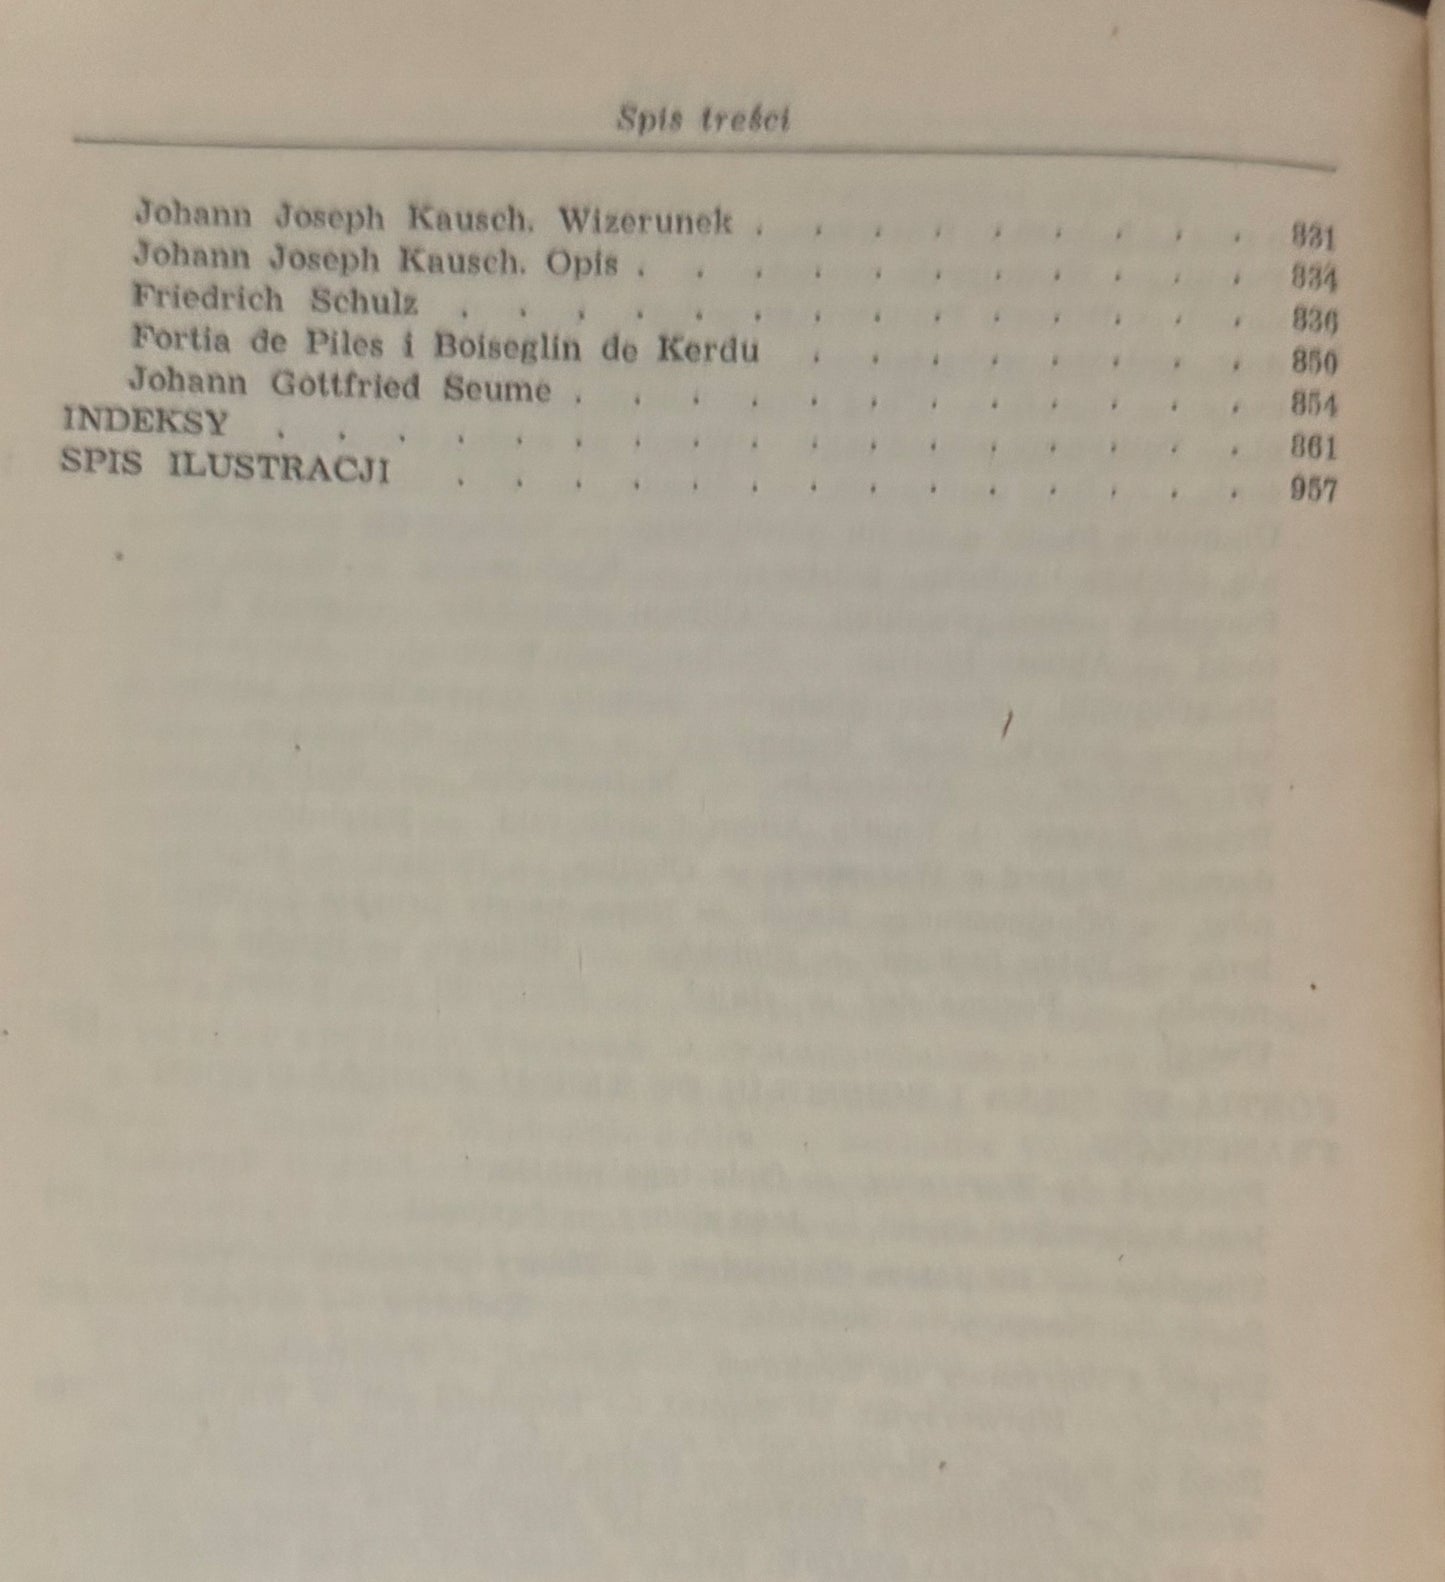 Spis treści
Johann Joseph Kausch. Wizerunek . . . . . . . . . 831
Johann Joseph Kausch. Opis . . . . . . . . . . . 834
Friedrich Schulz . . . . . . . . . . . . . . 836
Fortia de Piles i Boiseglin de Kerdu . . . . . . . . 850
Johann Gottfried Seume . . . . . . . . . . . . 854
INDEKSY . . . . . . . . . . . . . . . . . 861
SPIS ILUSTRACJI . . . . . . . . . . . . . . 957